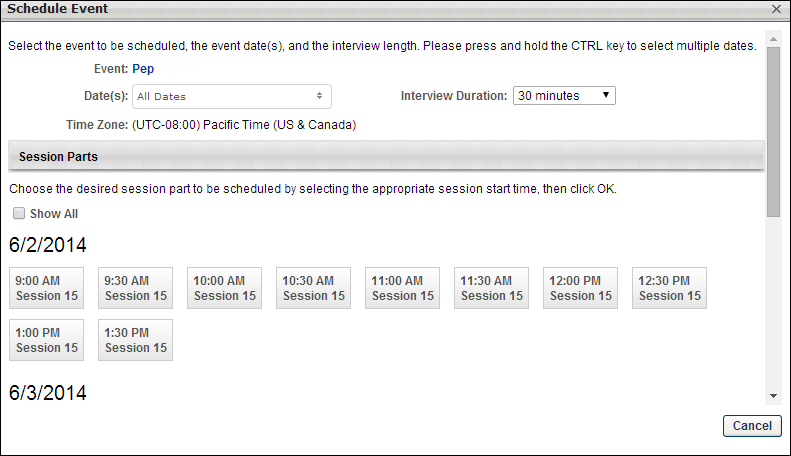 Schedule Event
Select the event to be scheduled, the event date(s), and the interview length. Please press and hold the CTRL key to select multiple dates.
Event: Pep
Date(s): All Dates Interview Duration: 30 minutes
Time Zone: (UTC-08:00) Pacific Time (US & Canada)
Session Parts
Choose the desired session part to be scheduled by selecting the appropriate session start time, then click OK.
Show All
6/2/2014
9:00 AM 9:30 AM 10:00 AM 10:30 AM 11:00 AM 11:30 AM 12:00 PM 12:30 PM
Session 15 Session 15 Session 15 Session 15 Session 15 Session 15 Session 15 Session 15
1:00 PM 1:30 PM
Session 15 Session 15
6/3/2014
Cancel